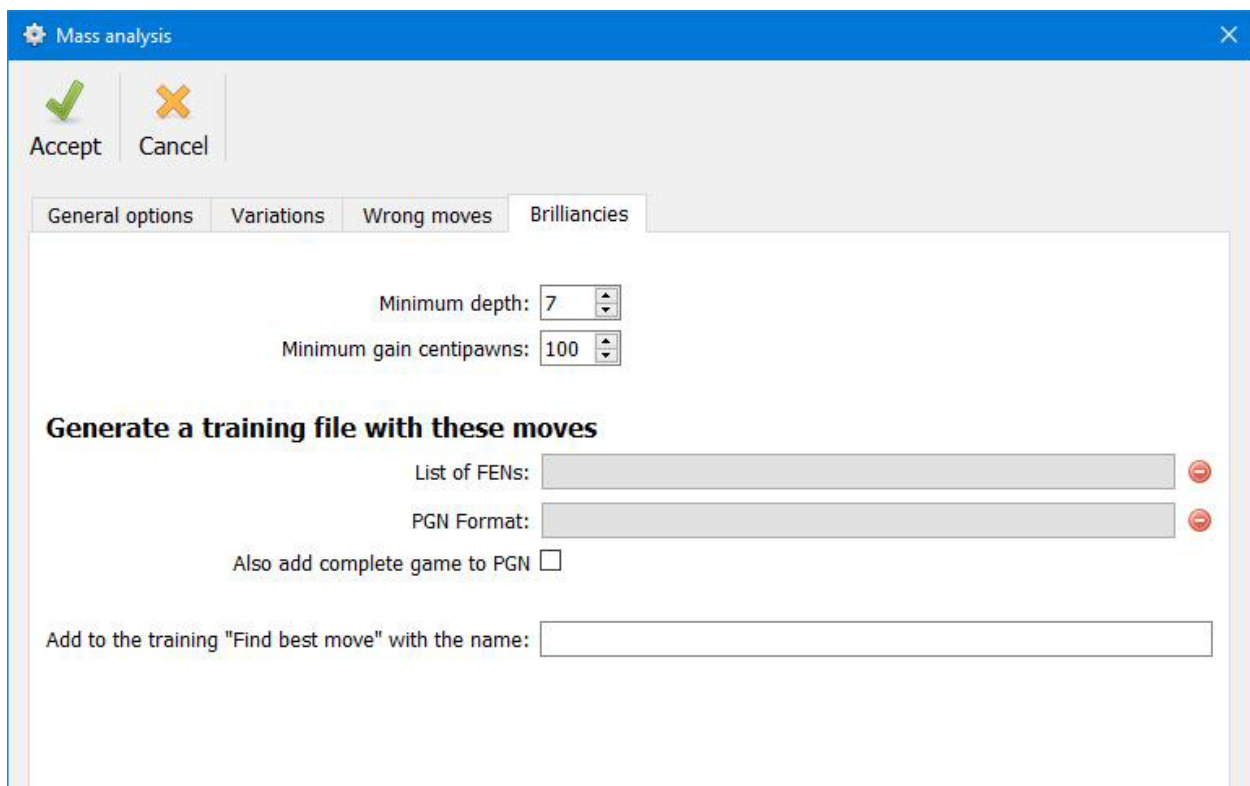 Mass analysis
Accept Cancel
General options Variations Wrong moves Brilliancies
Minimum depth: 7
Minimum gain centipawns: 100
Generate a training file with these moves
List of FENs:
PGN Format:
Also add complete game to PGN
Add to the training "Find best move" with the name: